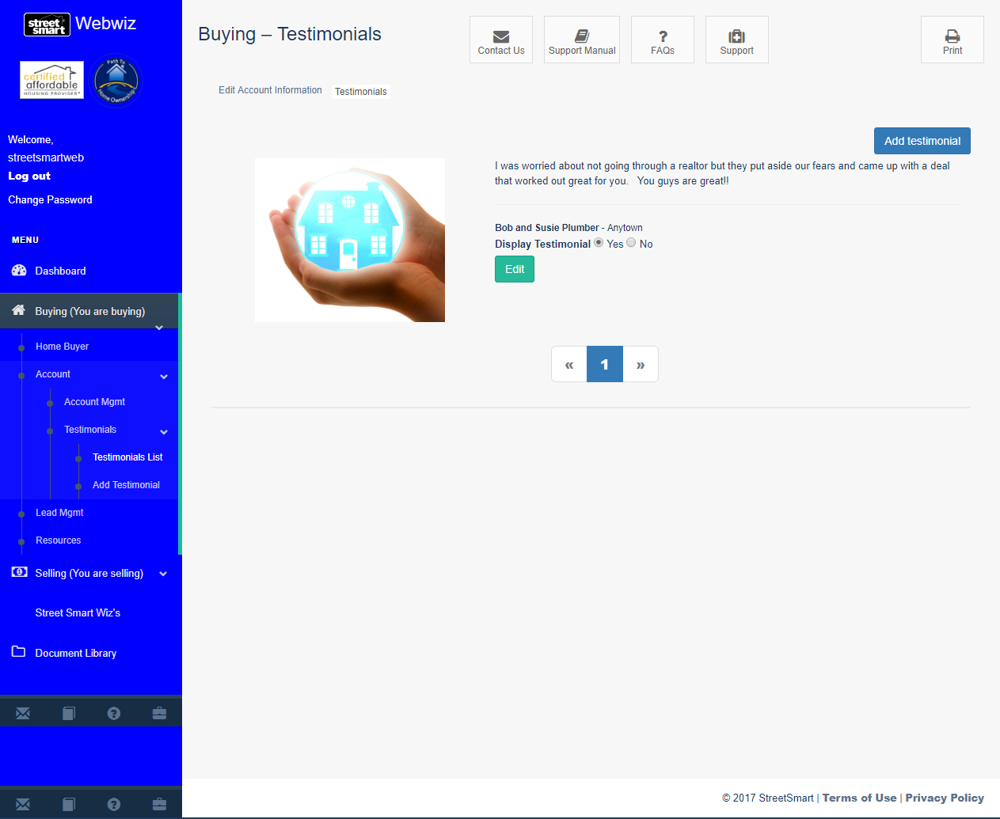 street smart Webwiz
certified affordable HOUSING PROVIDER®
Path To Home Ownership
Welcome,
streetsmartweb
Log out
Change Password
MENU
Dashboard
Buying (You are buying)
Home Buyer
Account
Account Mgmt
Testimonials
Testimonials List
Add Testimonial
Lead Mgmt
Resources
Selling (You are selling)
Street Smart Wiz's
Document Library
Buying – Testimonials
Contact Us
Support Manual
FAQs
Support
Print
Edit Account Information Testimonials
Add testimonial
I was worried about not going through a realtor but they put aside our fears and came up with a deal
that worked out great for you. You guys are great!!
Bob and Susie Plumber - Anytown
Display Testimonial Yes No
Edit
« 1 »
© 2017 StreetSmart | Terms of Use | Privacy Policy